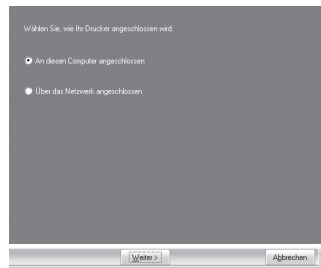 Wählen Sie, wie Ihr Drucker angeschlossen wird.
An diesen Computer angeschlossen
Über das Netzwerk angeschlossen
Weiter >
Abbrechen